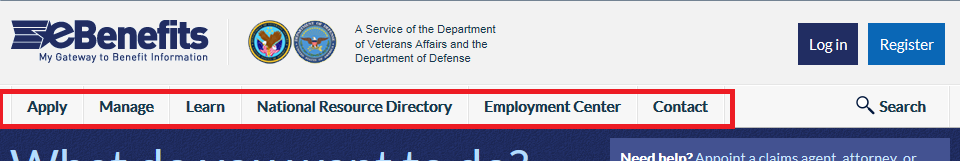 eBenefits
My Gateway to Benefit Information
A Service of the Department
of Veterans Affairs and the
Department of Defense
Log in
Register
Apply
Manage
Learn
National Resource Directory
Employment Center
Contact
Search
What do you want to do?
Need help? Appoint a claims agent, attorney, or